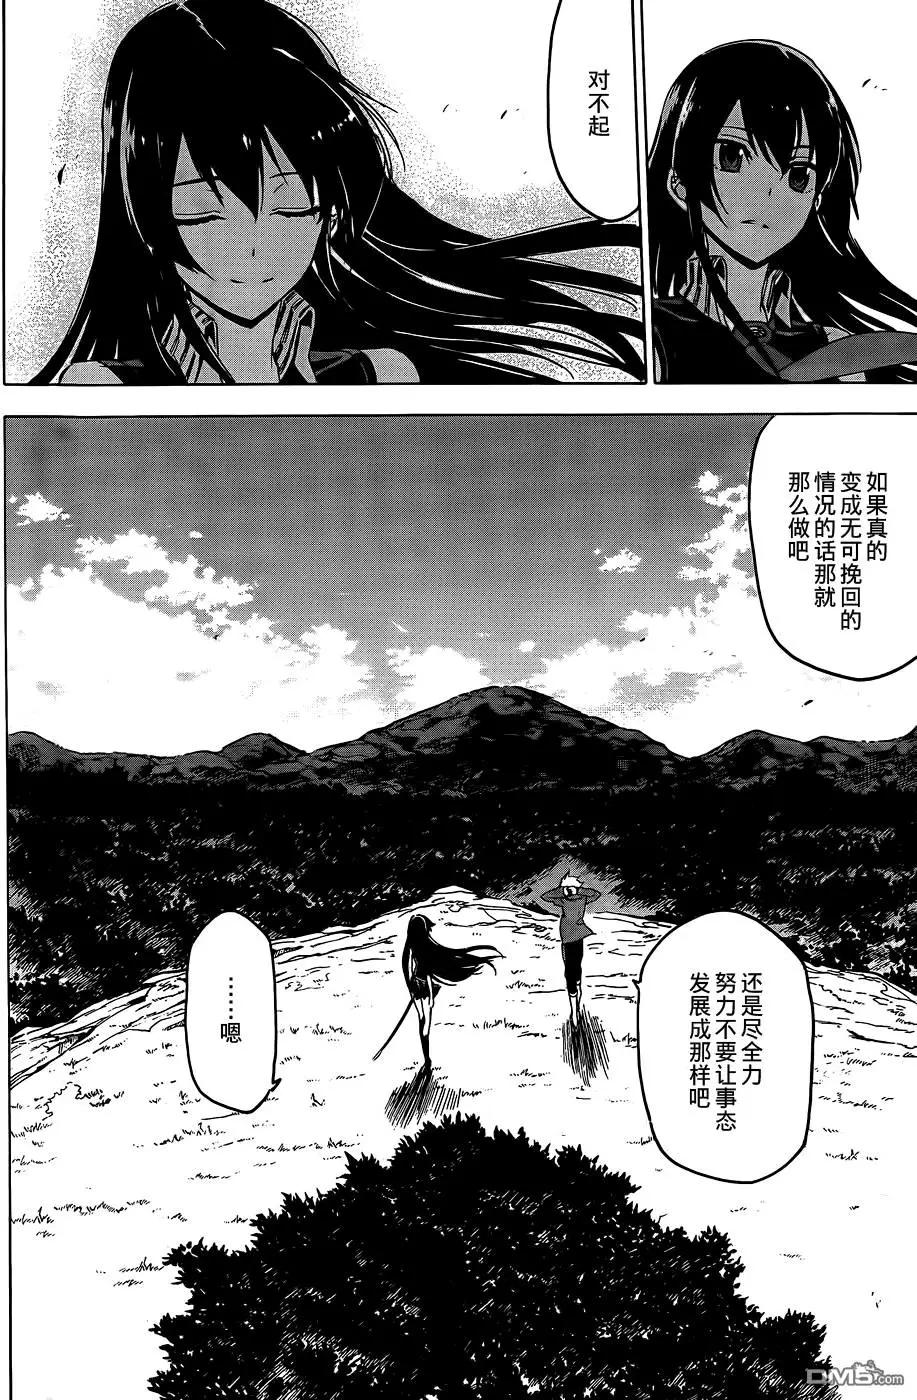 对不起
如果真的
变成无可挽回的
情况的话那就
那么做吧
还是尽全力
努力不要让事态
发展成那样吧
……嗯
DM5.com